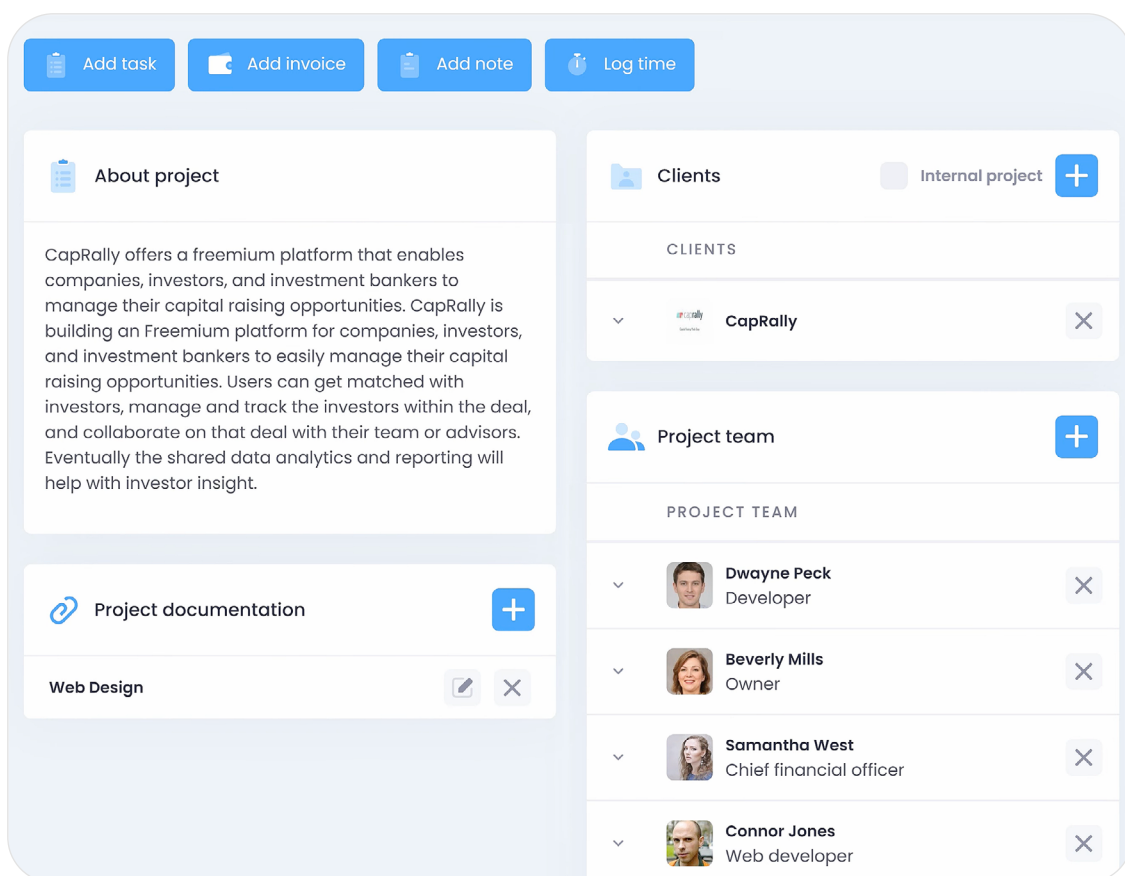 Add task
Add invoice
Add note
Log time
About project
CapRally offers a freemium platform that enables
companies, investors, and investment bankers to
manage their capital raising opportunities. CapRally is
building an Freemium platform for companies, investors,
and investment bankers to easily manage their capital
raising opportunities. Users can get matched with
investors, manage and track the investors within the deal,
and collaborate on that deal with their team or advisors.
Eventually the shared data analytics and reporting will
help with investor insight.
Project documentation
Web Design
Clients
Internal project
CLIENTS
caprally
CapRally
Project team
PROJECT TEAM
Dwayne Peck
Developer
Beverly Mills
Owner
Samantha West
Chief financial officer
Connor Jones
Web developer